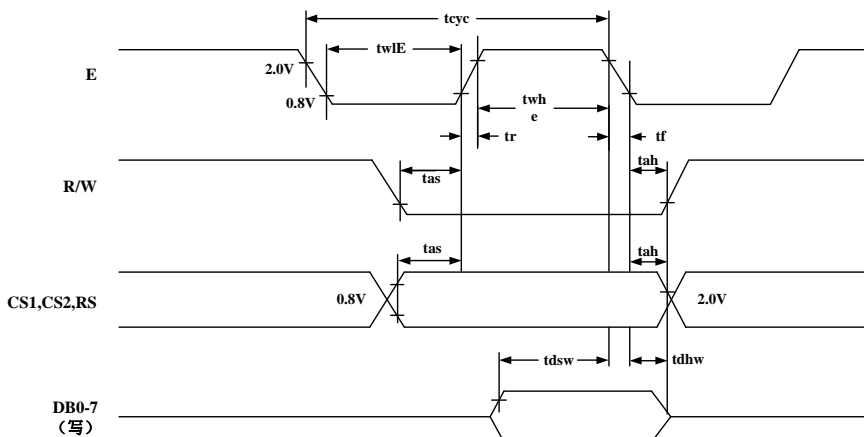 tcyc
twlE
E
2.0V
0.8V
twh
e
tr
tf
tas
tah
R/W
tas
tah
CS1,CS2,RS
0.8V
2.0V
tdsw
tdhw
DB0-7
（写）